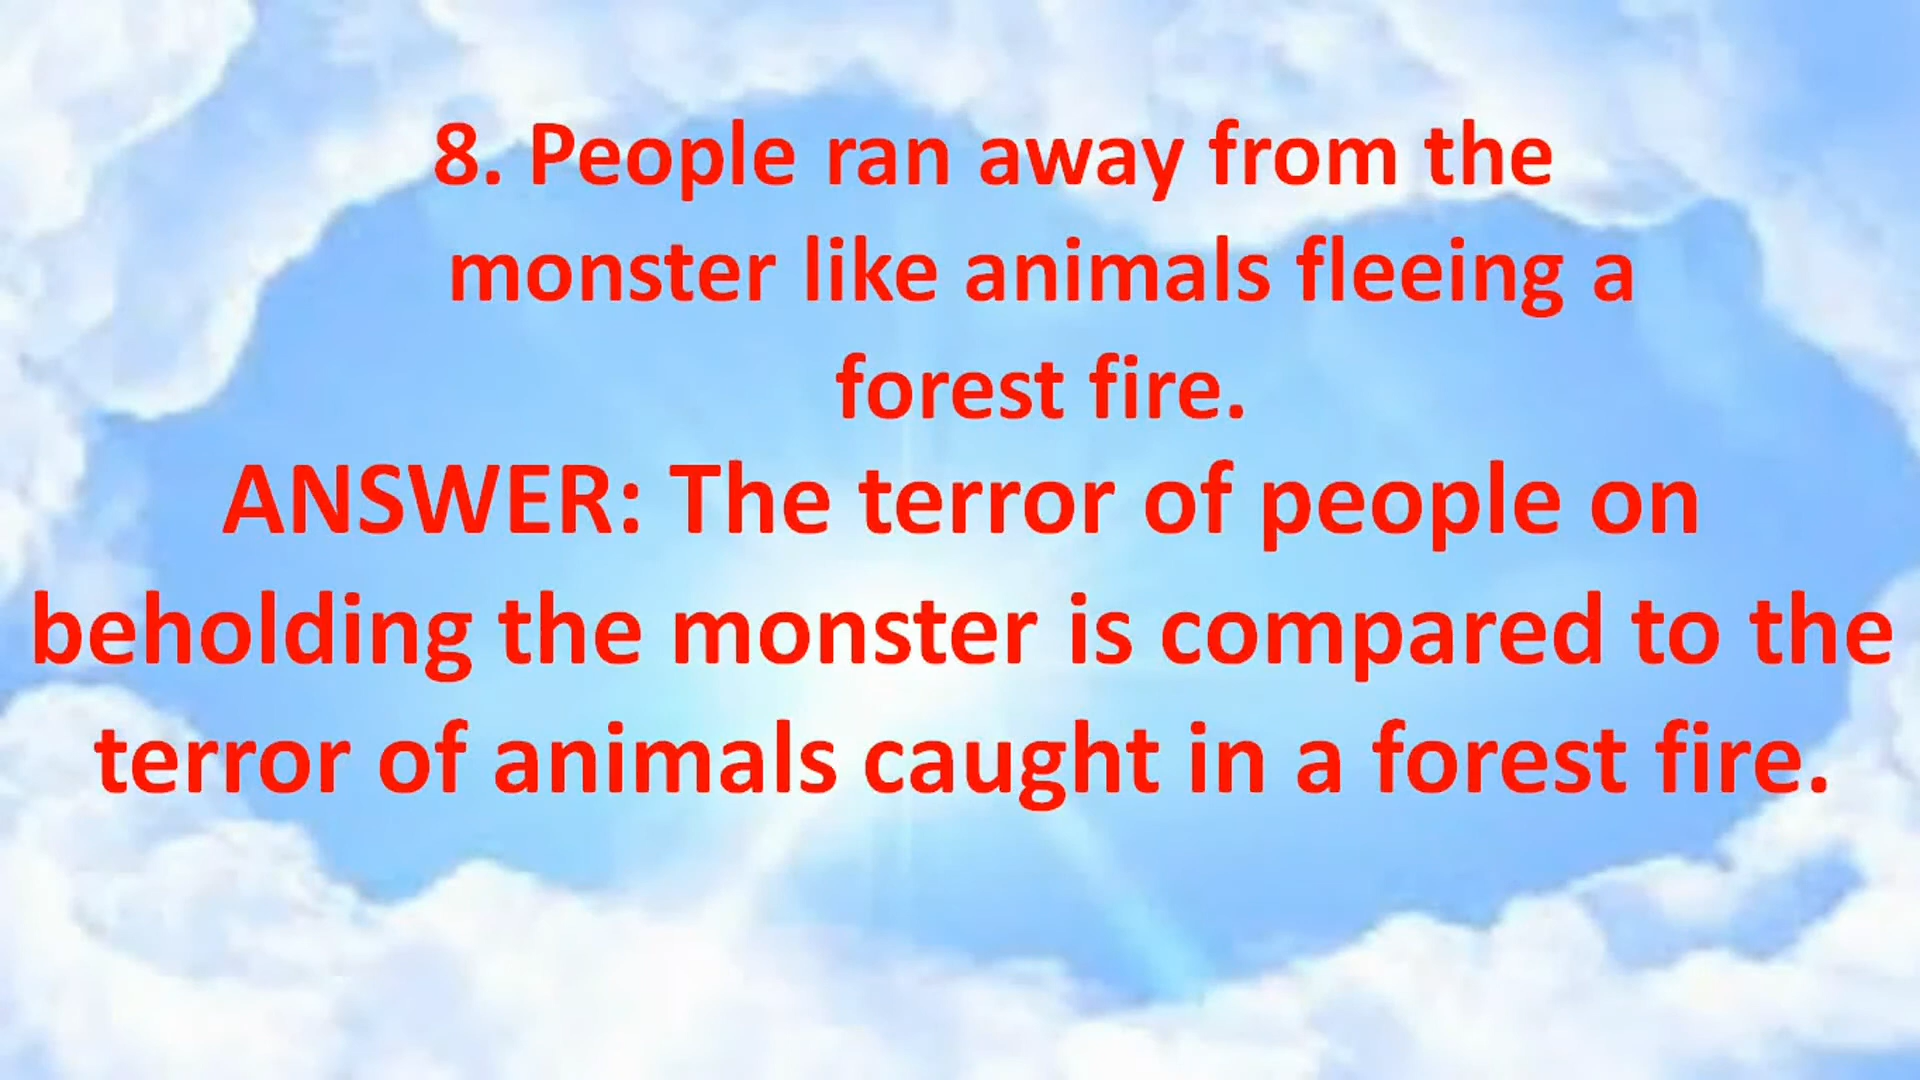 8. People ran away from the
monster like animals fleeing a
forest fire.
ANSWER: The terror of people on
beholding the monster is compared to the
terror of animals caught in a forest fire.